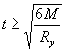 t ≥ √(6M / R_y)